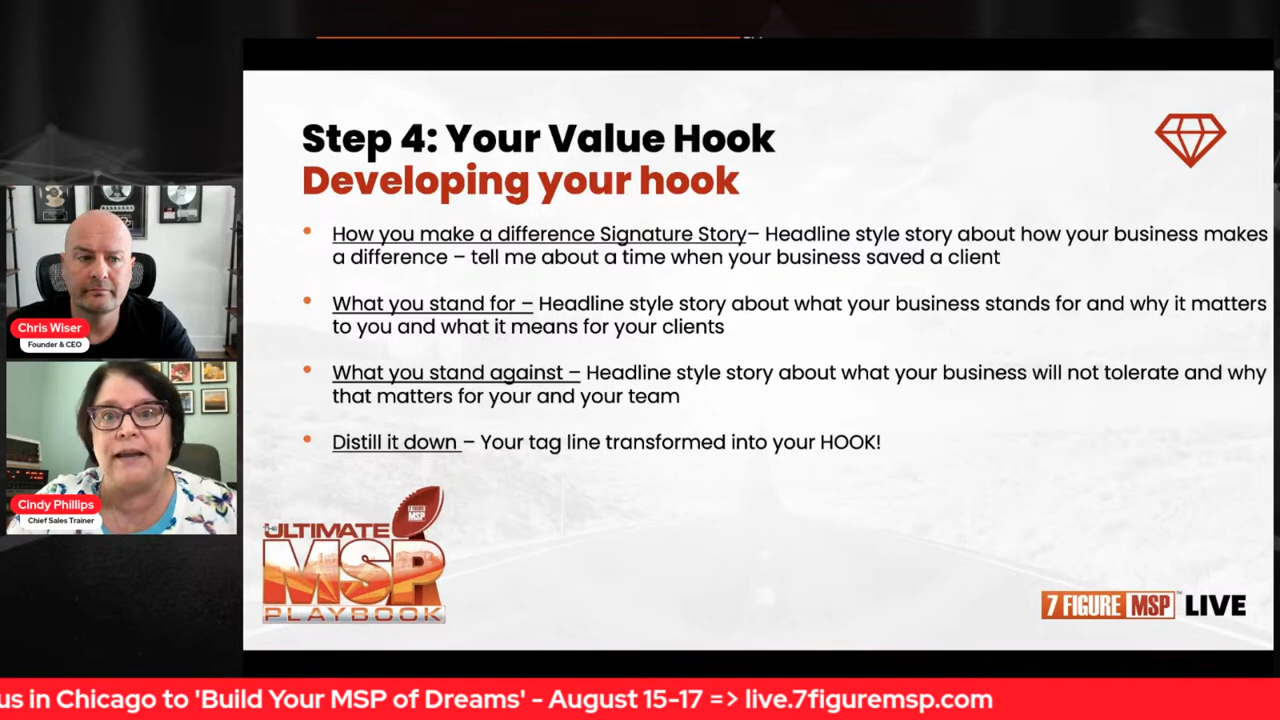 Step 4: Your Value Hook
Developing your hook
• How you make a difference Signature Story– Headline style story about how your business makes
a difference – tell me about a time when your business saved a client
• What you stand for – Headline style story about what your business stands for and why it matters
to you and what it means for your clients
• What you stand against – Headline style story about what your business will not tolerate and why
that matters for your and your team
• Distill it down – Your tag line transformed into your HOOK!
Chris Wiser
Founder & CEO
Cindy Phillips
Chief Sales Trainer
7 FIGURE
MSP
THE ULTIMATE
MSP
PLAYBOOK
7 FIGURE MSP™ LIVE
us in Chicago to 'Build Your MSP of Dreams' - August 15-17 => live.7figuremsp.com